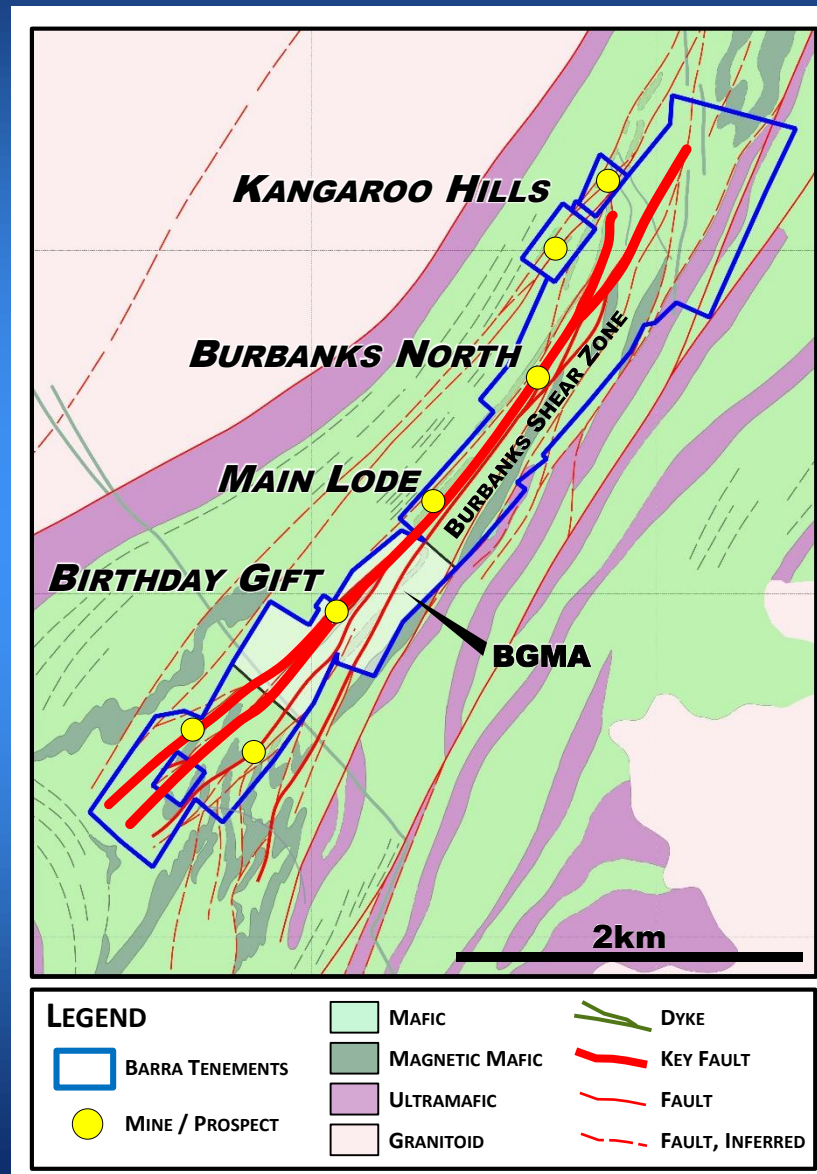 KANGAROO HILLS
BURBANKS NORTH
BURBANKS SHEAR ZONE
MAIN LODE
BIRTHDAY GIFT
BGMA
2km
LEGEND
BARRA TENEMENTS
MINE / PROSPECT
MAFIC
MAGNETIC MAFIC
ULTRAMAFIC
GRANITOID
DYKE
KEY FAULT
FAULT
FAULT, INFERRED